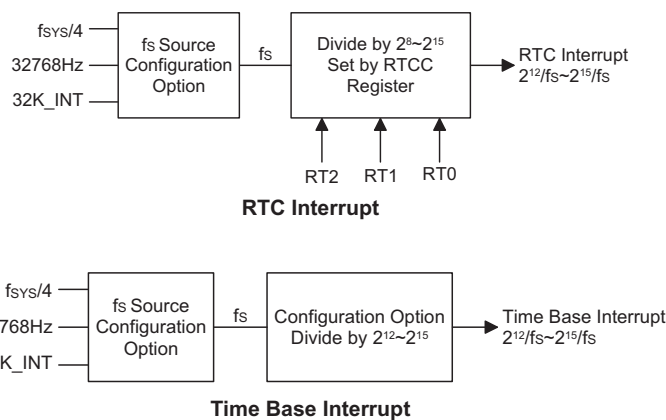 fSYS/4
32768Hz
32K_INT
fS Source
Configuration
Option
fS
Divide by 2⁸~2¹⁵
Set by RTCC
Register
RTC Interrupt
2¹²/fS~2¹⁵/fS
RT2 RT1 RT0
RTC Interrupt
fSYS/4
768Hz
K_INT
fS Source
Configuration
Option
fS
Configuration Option
Divide by 2¹²~2¹⁵
Time Base Interrupt
2¹²/fS~2¹⁵/fS
Time Base Interrupt